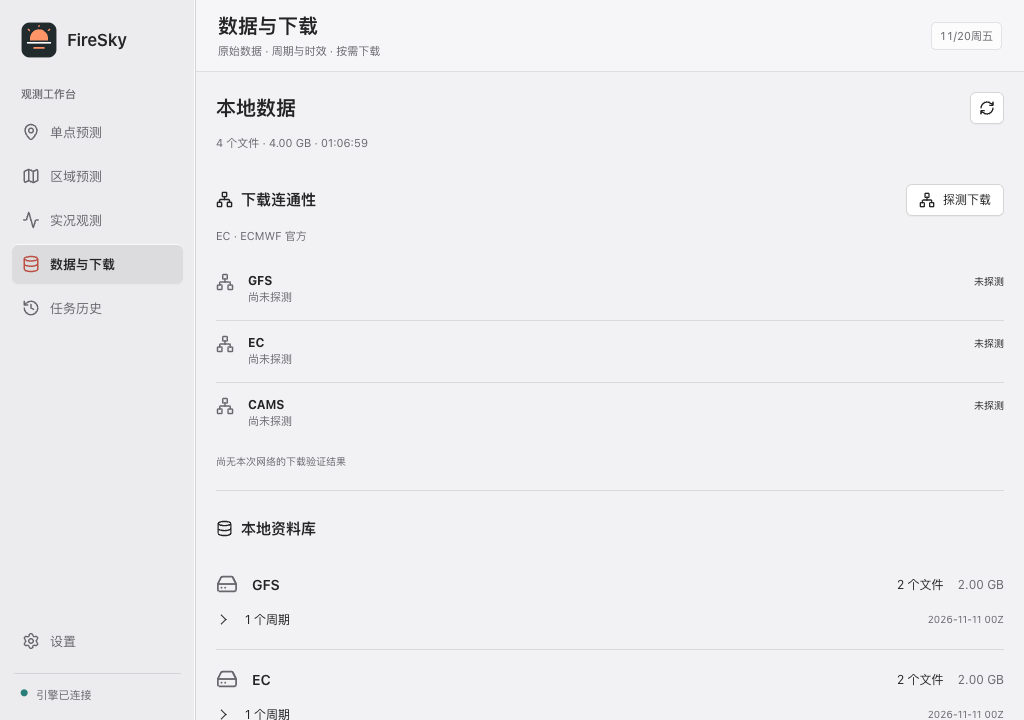 FireSky
观测工作台
单点预测
区域预测
实况观测
数据与下载
任务历史
设置
引擎已连接
数据与下载
原始数据 · 周期与时效 · 按需下载
11/20周五
本地数据
4 个文件 · 4.00 GB · 01:06:59
下载连通性
探测下载
EC · ECMWF 官方
GFS
未探测
尚未探测
EC
未探测
尚未探测
CAMS
未探测
尚未探测
尚无本次网络的下载验证结果
本地资料库
GFS
2 个文件 2.00 GB
1 个周期
2026-11-11 00Z
EC
2 个文件 2.00 GB
1 个周期
2026-11-11 00Z